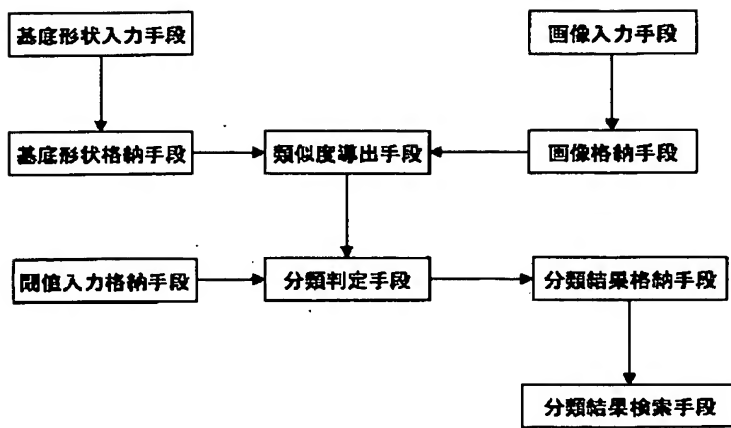 基底形状入力手段
画像入力手段
基底形状格納手段
類似度導出手段
画像格納手段
閾値入力格納手段
分類判定手段
分類結果格納手段
分類結果検索手段